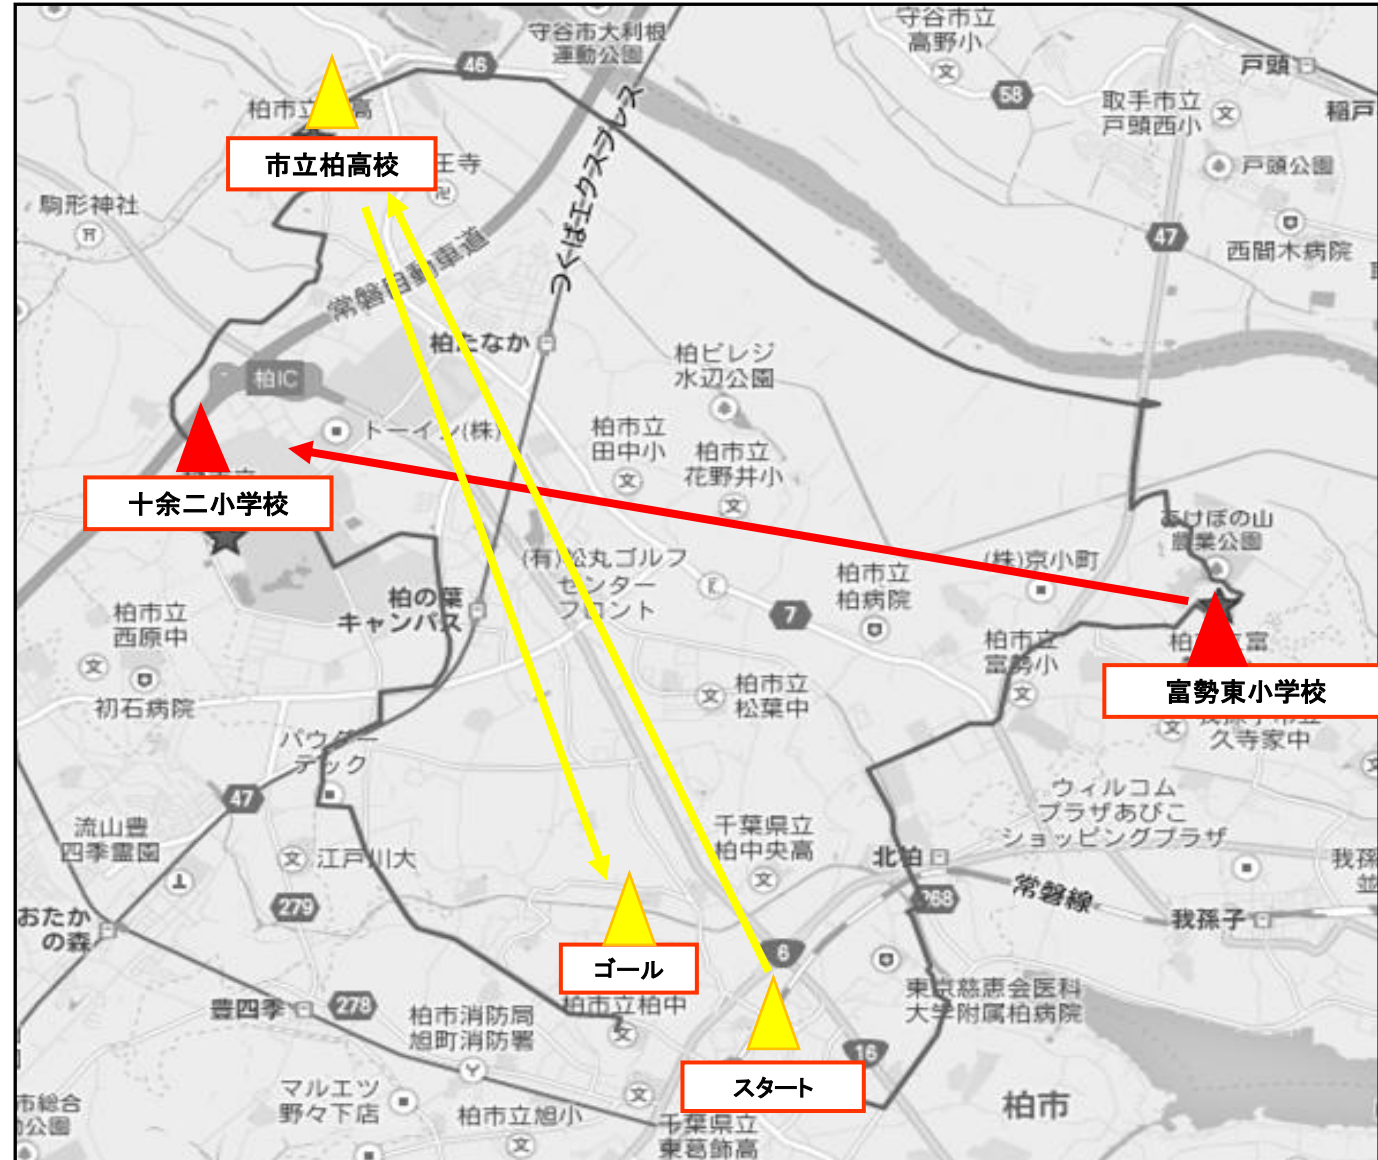 守谷市大利根
運動公園
守谷市立
高野小
戸頭
46
58
取手市立
戸頭西小
稲戸
柏市立
高
市立柏高校
王寺
戸頭公園
駒形神社
つくばエクスプレス
47
西間木病院
常磐自動車道
柏たなか
柏ビレジ
水辺公園
柏IC
トーイン(株)
柏市立
田中小
柏市立
花野井小
十余二小学校
あけぼの山
農業公園
(有)松丸ゴルフ
センター
フロント
(株)京小町
柏市立
柏病院
柏の葉
キャンパス
柏市立
西原中
7
柏市立
富勢小
富勢東小学校
初石病院
柏市立
松葉中
久寺家中
パウダー
テック
47
ウィルコム
プラザあびこ
ショッピングプラザ
流山豊
四季霊園
江戸川大
千葉県立
柏中央高
北柏
268
常磐線
我孫子
我孫
並
279
おたか
の森
ゴール
6
柏市立柏中
東京慈恵会医科
大学附属柏病院
豊四季
278
柏市消防局
旭町消防署
16
スタート
マルエツ
野々下店
柏市立旭小
千葉県立
東葛飾高
柏市
市総合
公園